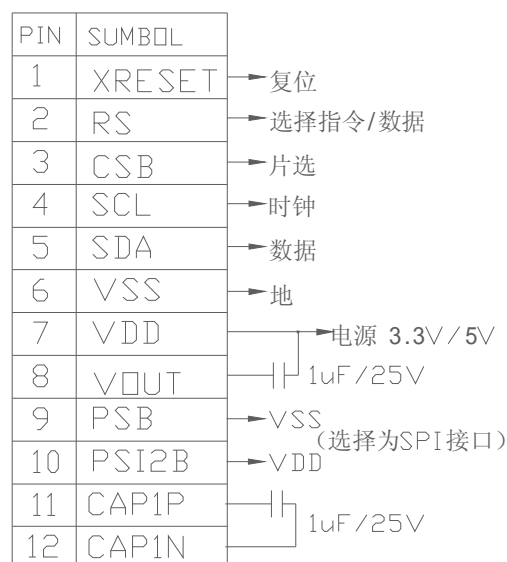 PIN SUMBOL
1 XRESET 复位
2 RS 选择指令/数据
3 CSB 片选
4 SCL 时钟
5 SDA 数据
6 VSS 地
7 VDD 电源 3.3V/5V
8 VOUT 1uF/25V
9 PSB VSS
（选择为SPI接口）
10 PSI2B VDD
11 CAP1P
1uF/25V
12 CAP1N